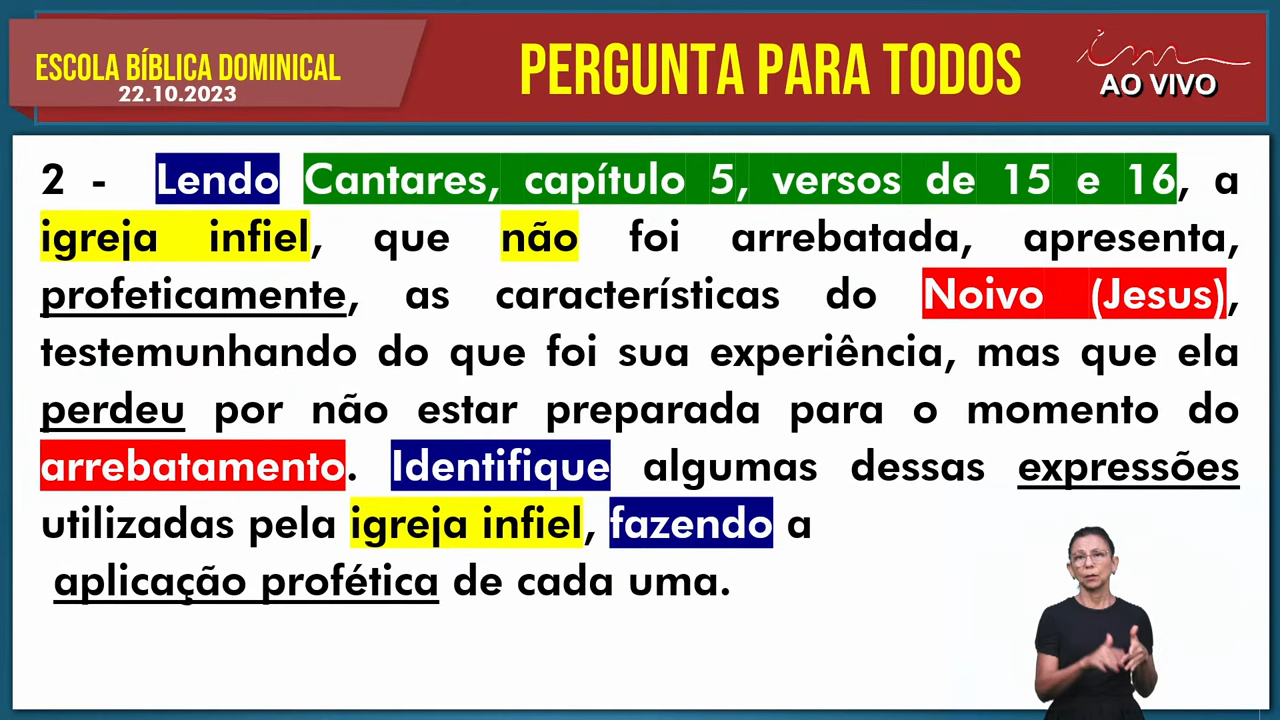 ESCOLA BÍBLICA DOMINICAL
22.10.2023
PERGUNTA PARA TODOS
im
AO VIVO
2 - Lendo Cantares, capítulo 5, versos de 15 e 16, a
igreja infiel, que não foi arrebatada, apresenta,
profeticamente, as características do Noivo (Jesus),
testemunhando do que foi sua experiência, mas que ela
perdeu por não estar preparada para o momento do
arrebatamento. Identifique algumas dessas expressões
utilizadas pela igreja infiel, fazendo a
aplicação profética de cada uma.